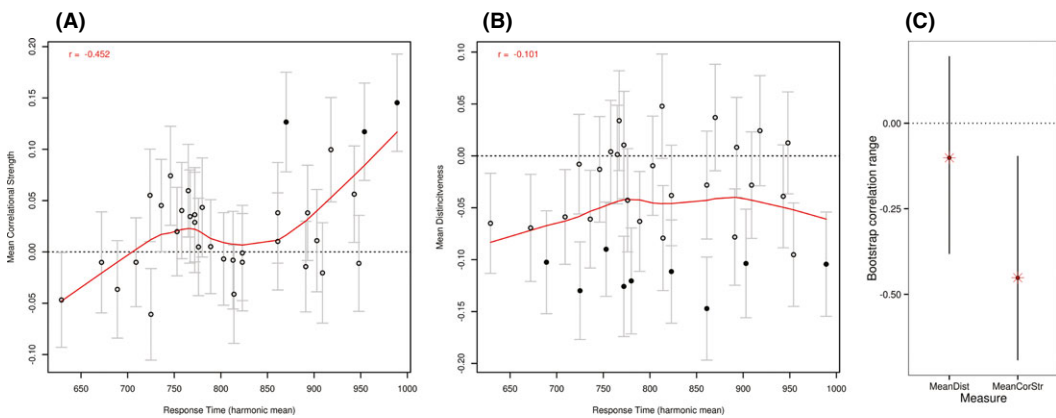 (A)
r = -0.452
Mean Correlational Strength
0.20
0.15
0.10
0.05
0.00
-0.05
-0.10
650 700 750 800 850 900 950 1000
Response Time (harmonic mean)
(B)
r = -0.101
Mean Distinctiveness
0.10
0.05
0.00
-0.05
-0.10
-0.15
-0.20
650 700 750 800 850 900 950 1000
Response Time (harmonic mean)
(C)
Bootstrap correlation range
0.00
-0.25
-0.50
MeanDist MeanCorStr
Measure